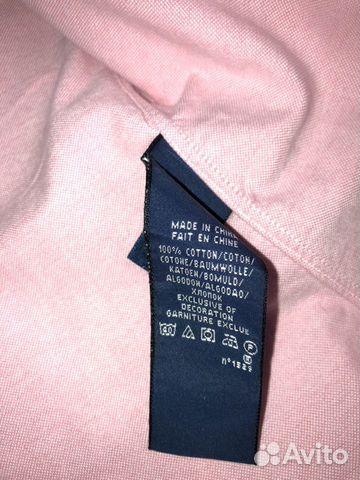 MADE IN CHINA
FAIT EN CHINE
100% COTTON/COTON/
COTONE/BAUMWOLLE/
KATOEN/BOMULD/
ALGODON/ALGODAO/
ХЛОПОК
EXCLUSIVE OF
DECORATION
GARNITURE EXCLUE
P
n°1529
Avito